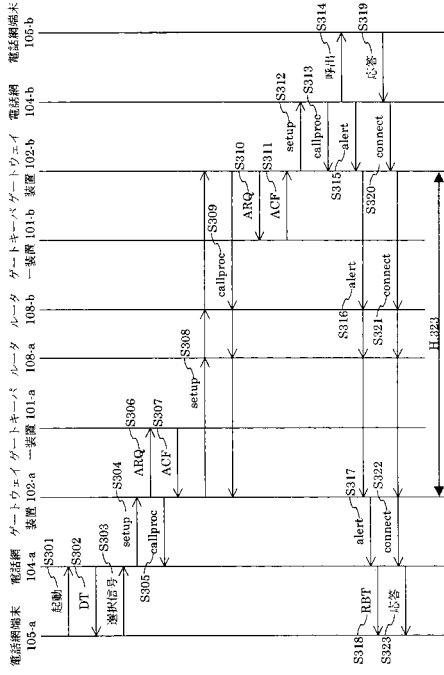 電話網端末
105-a
電話網
104-a
ゲートウェイ
装置 102-a
ゲートキーパ
ー装置 101-a
ルータ
108-a
ルータ
108-b
ゲートキーパ
ー装置 101-b
ゲートウェイ
装置 102-b
電話網
104-b
電話網端末
105-b
S301
起動
S302
DT
S303
選択信号
S304
setup
S305
callproc
S306
ARQ
S307
ACF
S308
setup
S309
callproc
S310
ARQ
S311
ACF
S312
setup
S313
callproc
S314
呼出
S315
alert
S316
alert
S317
alert
S318
RBT
S319
応答
S320
connect
S321
connect
S322
connect
S323
応答
H.323